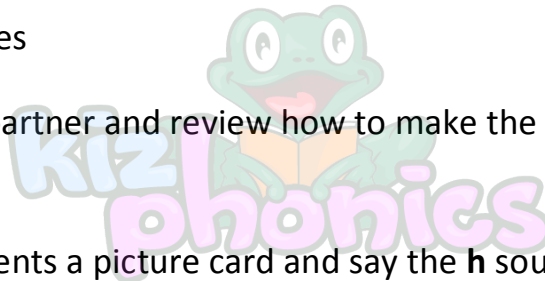 es
artner and review how to make the
kiz
phonics
ents a picture card and say the h sou